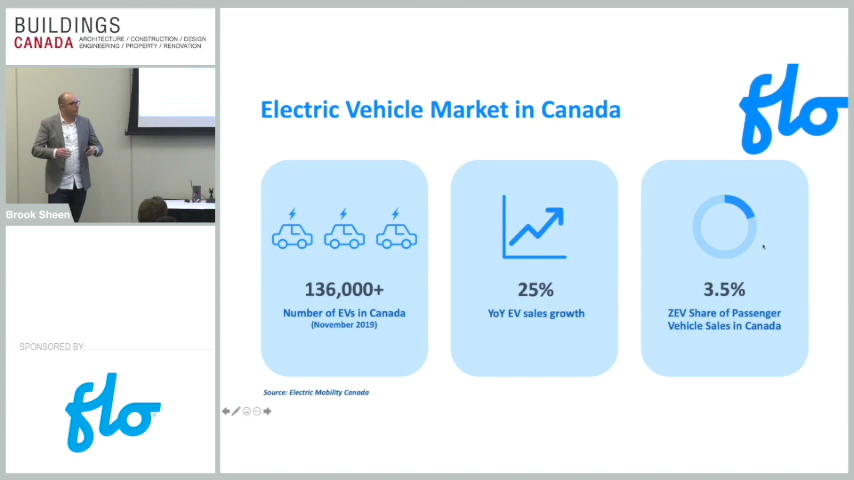 BUILDINGS
CANADA ARCHITECTURE / CONSTRUCTION / DESIGN
ENGINEERING / PROPERTY / RENOVATION
Brook Sheen
SPONSORED BY:
flo
Electric Vehicle Market in Canada
flo
136,000+
Number of EVs in Canada
(November 2019)
25%
YoY EV sales growth
3.5%
ZEV Share of Passenger
Vehicle Sales in Canada
Source: Electric Mobility Canada